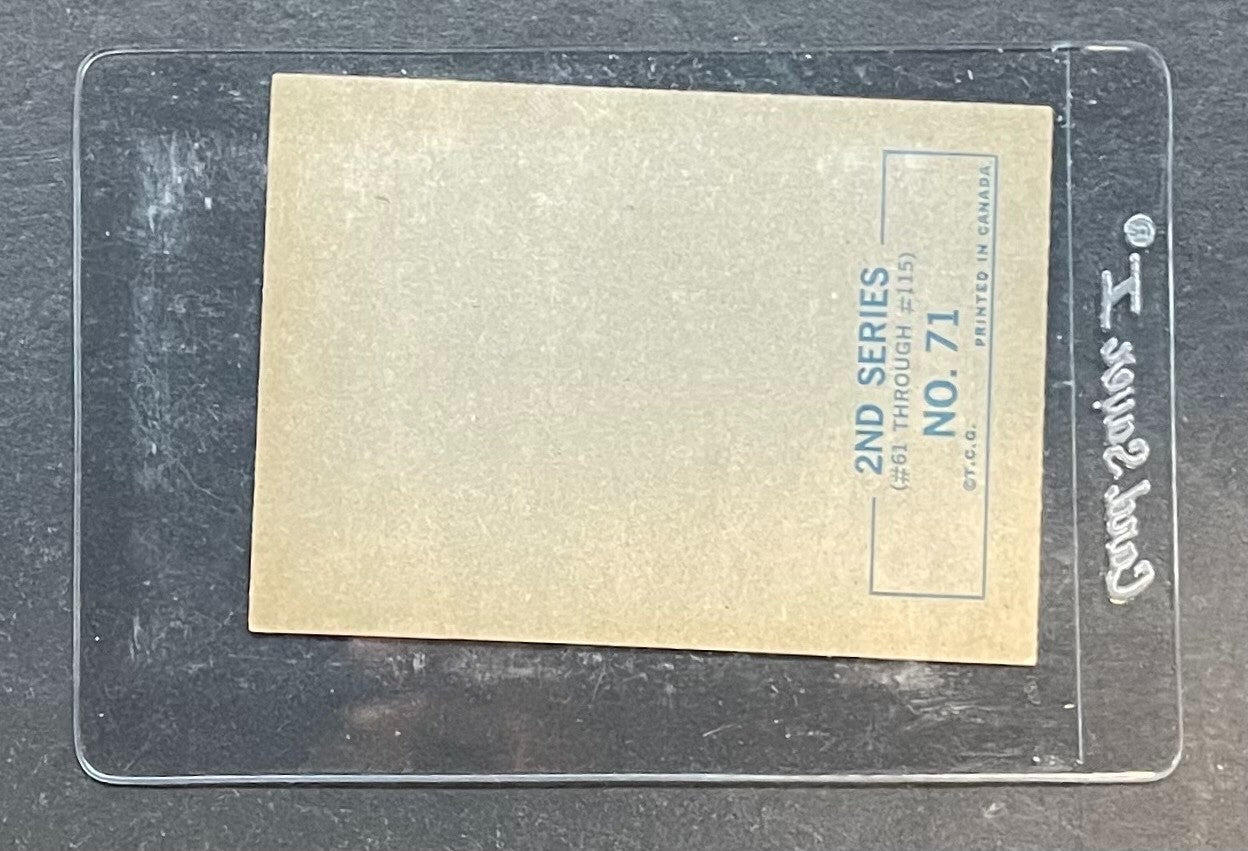 2ND SERIES
(#61 THROUGH #115)
NO. 71
©T.C.G. PRINTED IN CANADA
Card Saver I